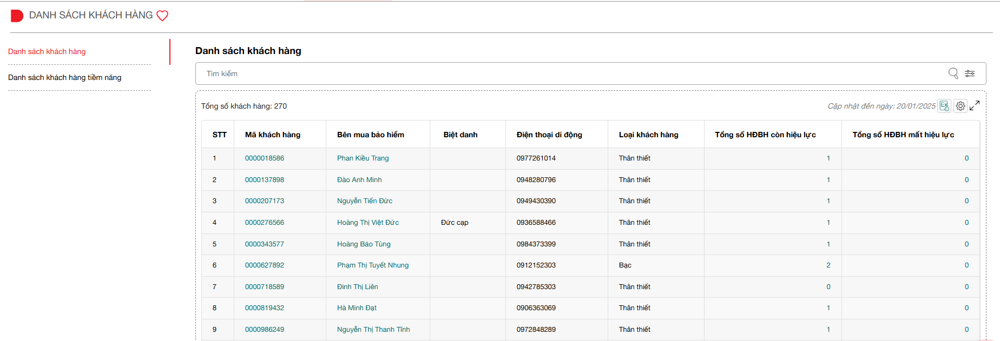 DANH SÁCH KHÁCH HÀNG
Danh sách khách hàng
Danh sách khách hàng tiềm năng
Danh sách khách hàng
Tìm kiếm
Tổng số khách hàng: 270
Cập nhật đến ngày: 20/01/2025
STT Mã khách hàng Bên mua bảo hiểm Biệt danh Điện thoại di động Loại khách hàng Tổng số HĐBH còn hiệu lực Tổng số HĐBH mất hiệu lực
1 0000018586 Phan Kiều Trang 0977261014 Thân thiết 1 0
2 0000137898 Đào Anh Minh 0948280796 Thân thiết 1 0
3 0000207173 Nguyễn Tiến Đức 0949430390 Thân thiết 1 0
4 0000276566 Hoàng Thị Việt Đức Đức cạp 0936588466 Thân thiết 1 0
5 0000343577 Hoàng Bảo Tùng 0984373399 Thân thiết 1 0
6 0000627892 Phạm Thị Tuyết Nhung 0912152303 Bạc 2 0
7 0000718589 Đinh Thị Liên 0942785303 Thân thiết 0 0
8 0000819432 Hà Minh Đạt 0906363069 Thân thiết 1 0
9 0000986249 Nguyễn Thị Thanh Tĩnh 0972848289 Thân thiết 1 0